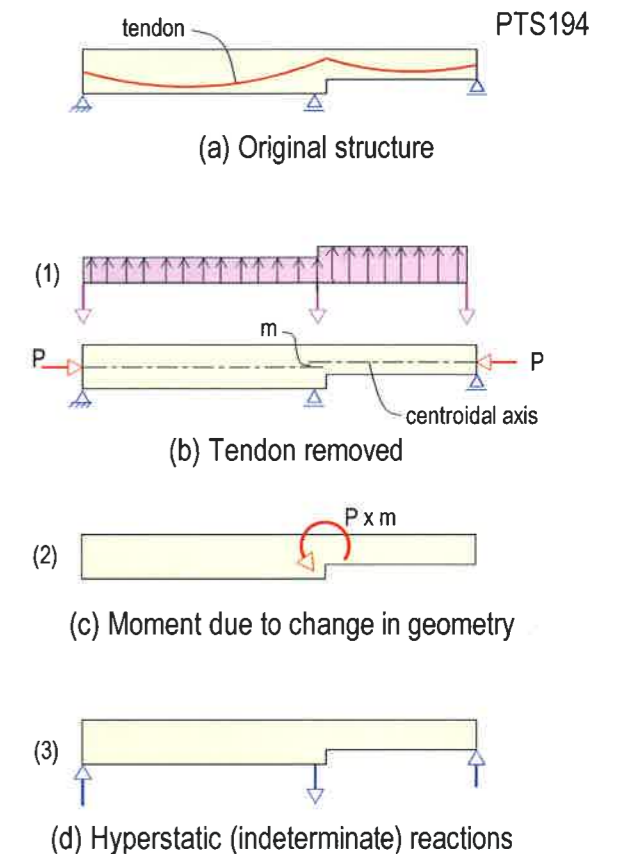 PTS194
tendon
(a) Original structure
(1)
m
P
P
centroidal axis
(b) Tendon removed
P x m
(2)
(c) Moment due to change in geometry
(3)
(d) Hyperstatic (indeterminate) reactions